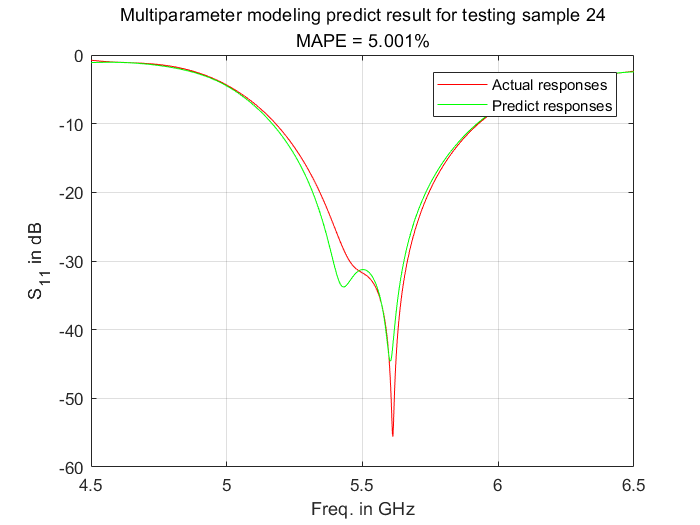 Multiparameter modeling predict result for testing sample 24
MAPE = 5.001%
0
-10
-20
-30
-40
-50
-60
4.5
5
5.5
6
6.5
Actual responses
Predict responses
S11 in dB
Freq. in GHz